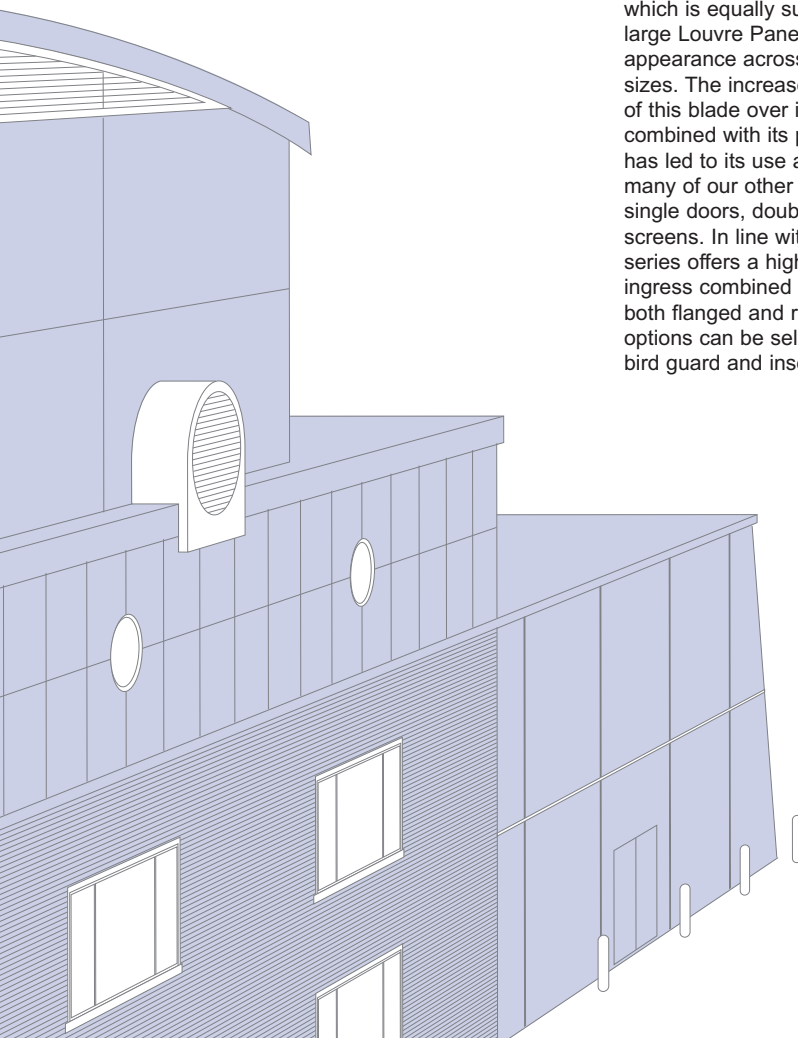 which is equally su
large Louvre Pane
appearance across
sizes. The increase
of this blade over i
combined with its p
has led to its use a
many of our other
single doors, doub
screens. In line wit
series offers a high
ingress combined
both flanged and r
options can be sel
bird guard and inse